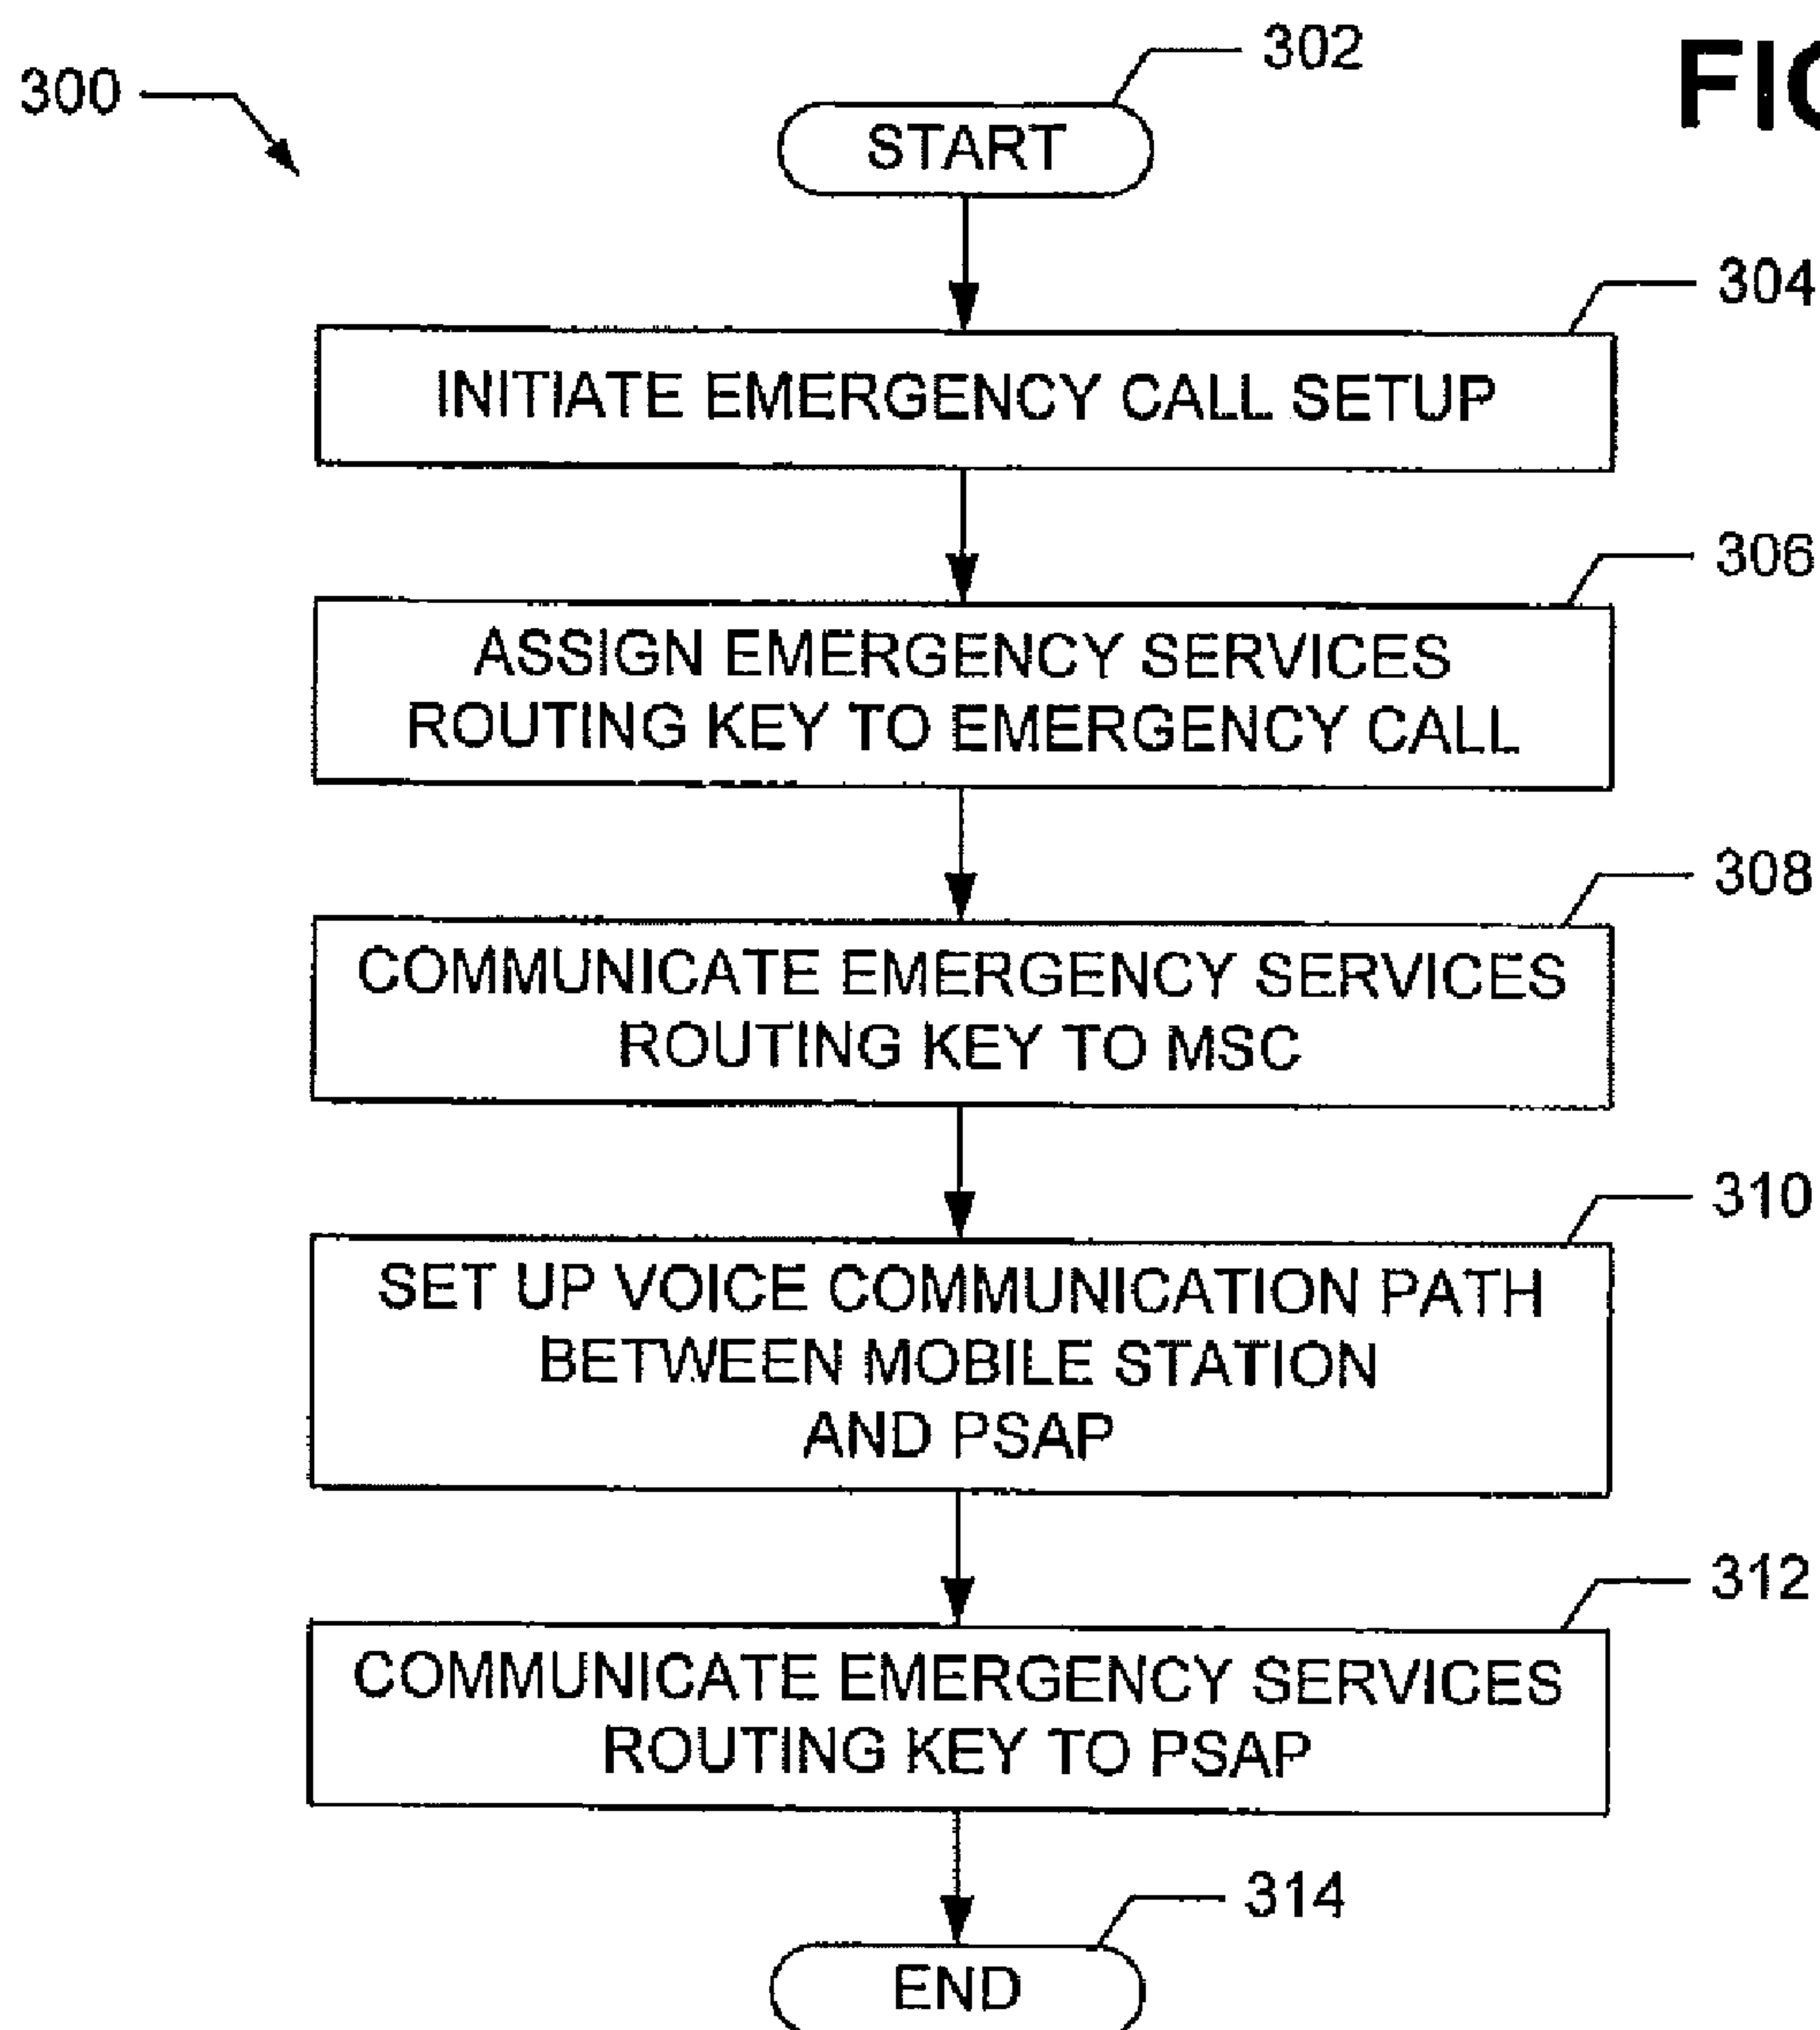 300
302
FIG
START
304
INITIATE EMERGENCY CALL SETUP
306
ASSIGN EMERGENCY SERVICES
ROUTING KEY TO EMERGENCY CALL
308
COMMUNICATE EMERGENCY SERVICES
ROUTING KEY TO MSC
310
SET UP VOICE COMMUNICATION PATH
BETWEEN MOBILE STATION
AND PSAP
312
COMMUNICATE EMERGENCY SERVICES
ROUTING KEY TO PSAP
314
END